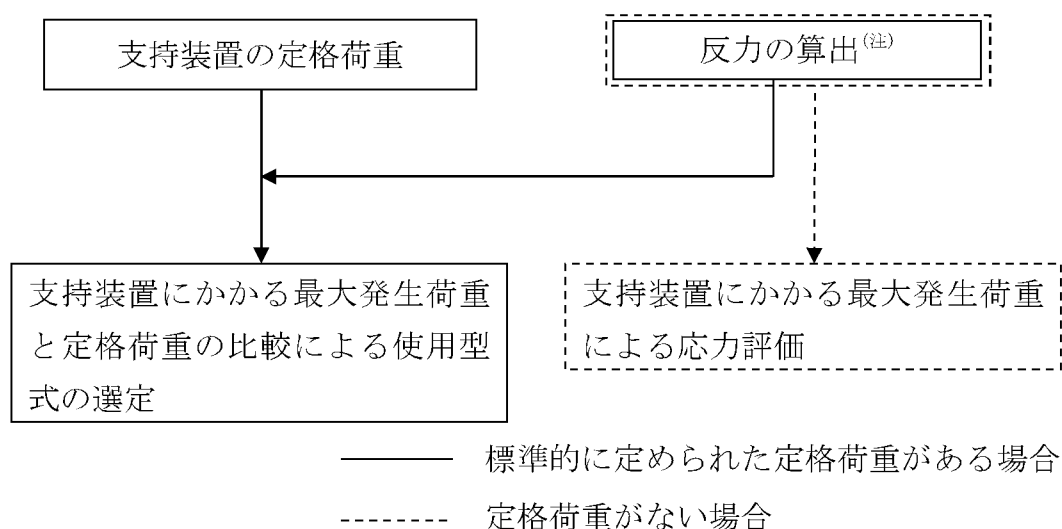 支持装置の定格荷重
反力の算出(注)
支持装置にかかる最大発生荷重
と定格荷重の比較による使用型
式の選定
支持装置にかかる最大発生荷重
による応力評価
標準的に定められた定格荷重がある場合
定格荷重がない場合